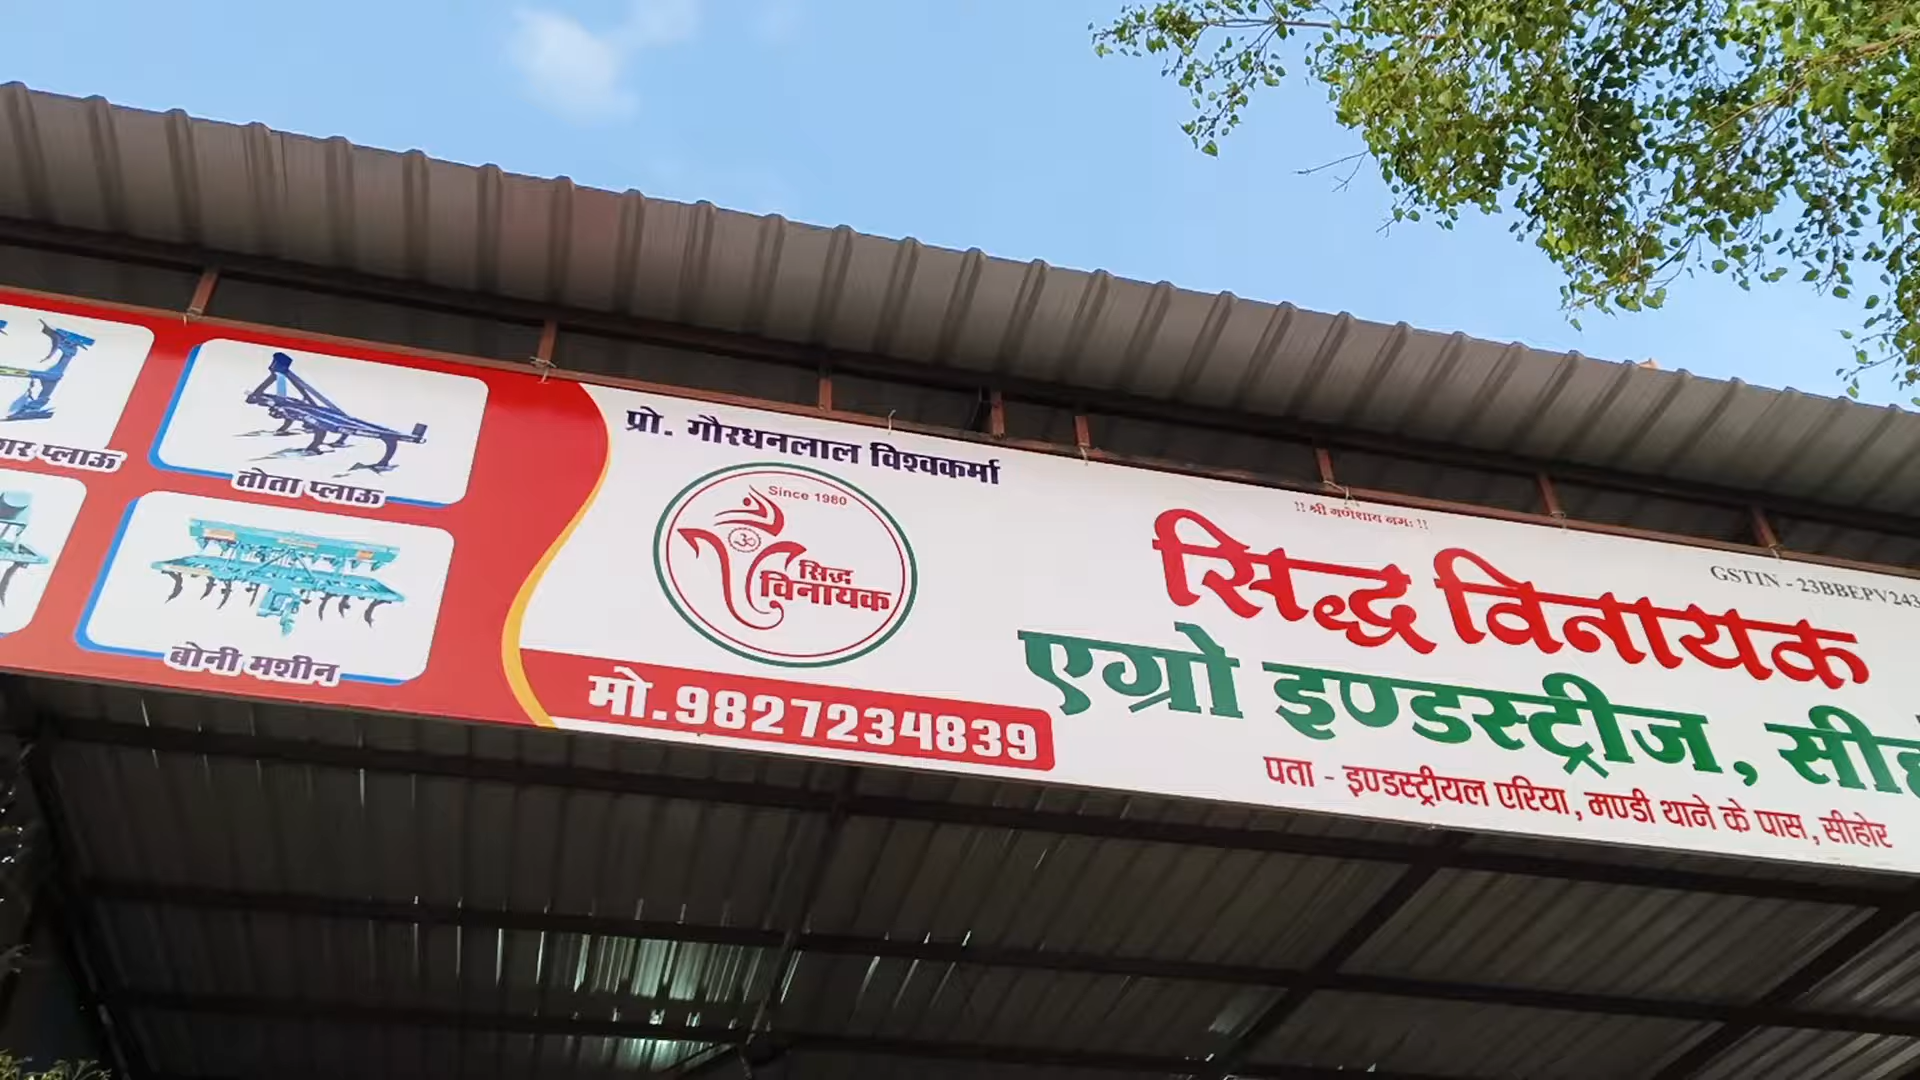 प्लाऊ
तोता प्लाऊ
बोनी मशीन
प्रो. गौरधनलाल विश्वकर्मा
Since 1980
ॐ
सिद्ध
विनायक
मो.9827234839
!! श्री गणेशाय नमः !!
GSTIN - 23BBEPV243
सिद्ध विनायक
एग्रो इण्डस्ट्रीज,
पता - इण्डस्ट्रीयल एरिया, मण्डी थाने के पास, सीहोर